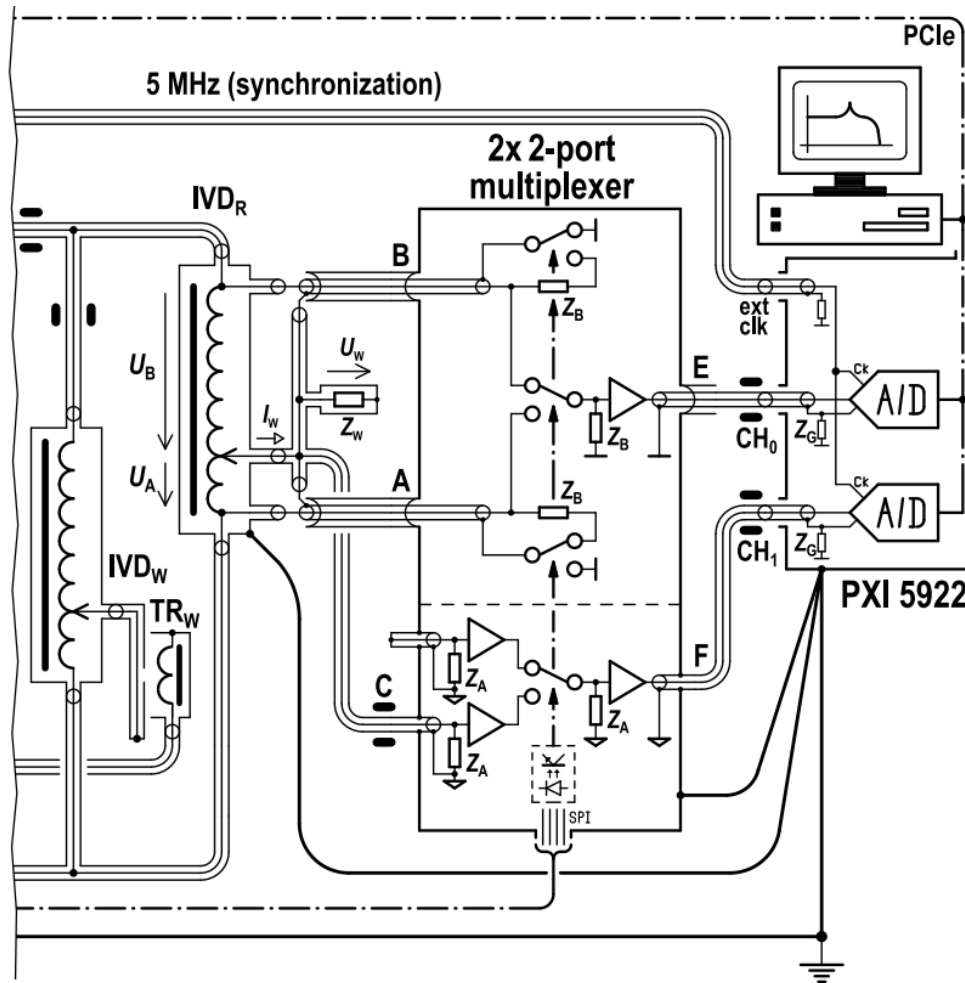 PCIe
5 MHz (synchronization)
2x 2-port
multiplexer
IVDR
B
ZB
ext
clk
UB
UW
E
Ck
A/D
IW
ZW
ZB
CH0
ZG
UA
A
ZB
Ck
A/D
IVDW
CH1
ZG
TRW
PXI 5922
C
ZA
F
ZA
ZA
SPI